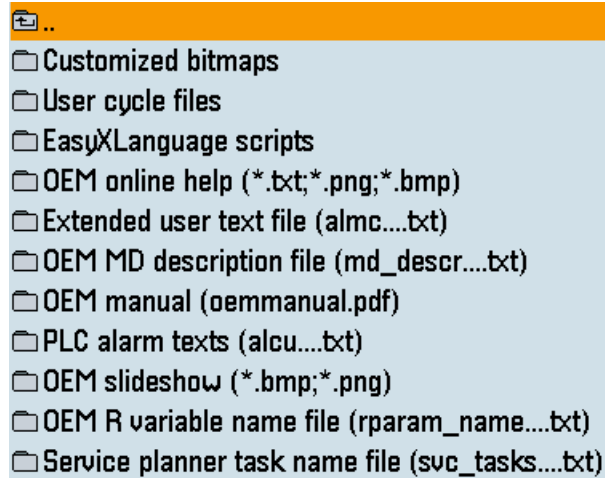 ..
Customized bitmaps
User cycle files
EasyXLanguage scripts
OEM online help (*.txt;*.png;*.bmp)
Extended user text file (almc....txt)
OEM MD description file (md_descr....txt)
OEM manual (oemmanual.pdf)
PLC alarm texts (alcu....txt)
OEM slideshow (*.bmp;*.png)
OEM R variable name file (rparam_name....txt)
Service planner task name file (svc_tasks....txt)